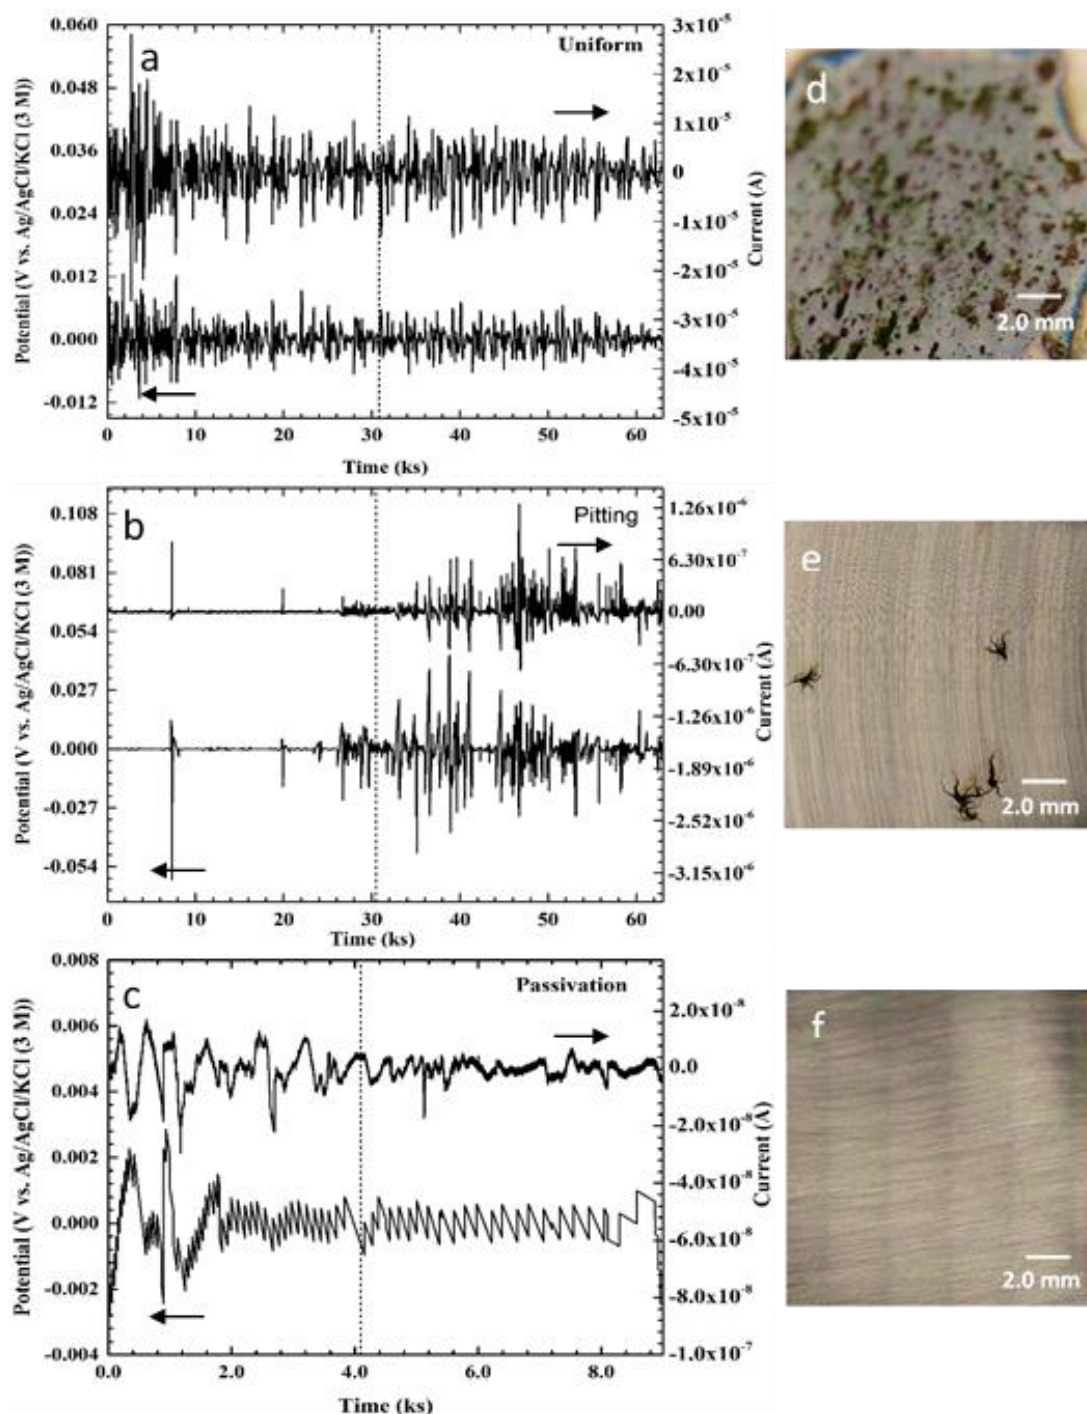 a
Uniform
Potential (V vs. Ag/AgCl/KCl (3 M))
0.060
0.048
0.036
0.024
0.012
0.000
-0.012
3x10⁻⁵
2x10⁻⁵
1x10⁻⁵
0
-1x10⁻⁵
-2x10⁻⁵
-3x10⁻⁵
-4x10⁻⁵
-5x10⁻⁵
Current (A)
0 10 20 30 40 50 60
Time (ks)
d
2.0 mm
b
Pitting
Potential (V vs. Ag/AgCl/KCl (3 M))
0.108
0.081
0.054
0.027
0.000
-0.027
-0.054
1.26x10⁻⁶
6.30x10⁻⁷
0.00
-6.30x10⁻⁷
-1.26x10⁻⁶
-1.89x10⁻⁶
-2.52x10⁻⁶
-3.15x10⁻⁶
Current (A)
0 10 20 30 40 50 60
Time (ks)
e
2.0 mm
c
Passivation
Potential (V vs. Ag/AgCl/KCl (3 M))
0.008
0.006
0.004
0.002
0.000
-0.002
-0.004
2.0x10⁻⁸
0.0
-2.0x10⁻⁸
-4.0x10⁻⁸
-6.0x10⁻⁸
-8.0x10⁻⁸
-1.0x10⁻⁷
Current (A)
0.0 2.0 4.0 6.0 8.0
Time (ks)
f
2.0 mm